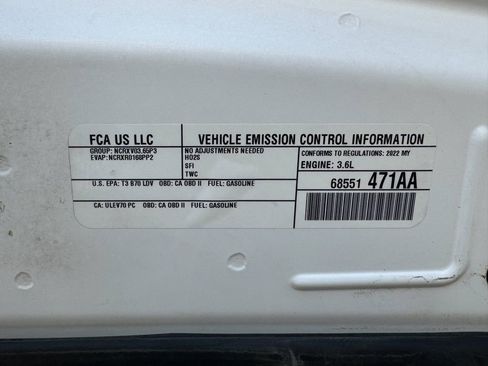 FCA US LLC
GROUP: NCRXV03.65P3
EVAP: NCRXR0168PP2
VEHICLE EMISSION CONTROL INFORMATION
NO ADJUSTMENTS NEEDED
HO2S
SFI
TWC
CONFORMS TO REGULATIONS: 2022 MY
ENGINE: 3.6L
U.S. EPA: T3 B70 LDV OBD: CA OBD II FUEL: GASOLINE
68551 471AA
CA: ULEV70 PC OBD: CA OBD II FUEL: GASOLINE